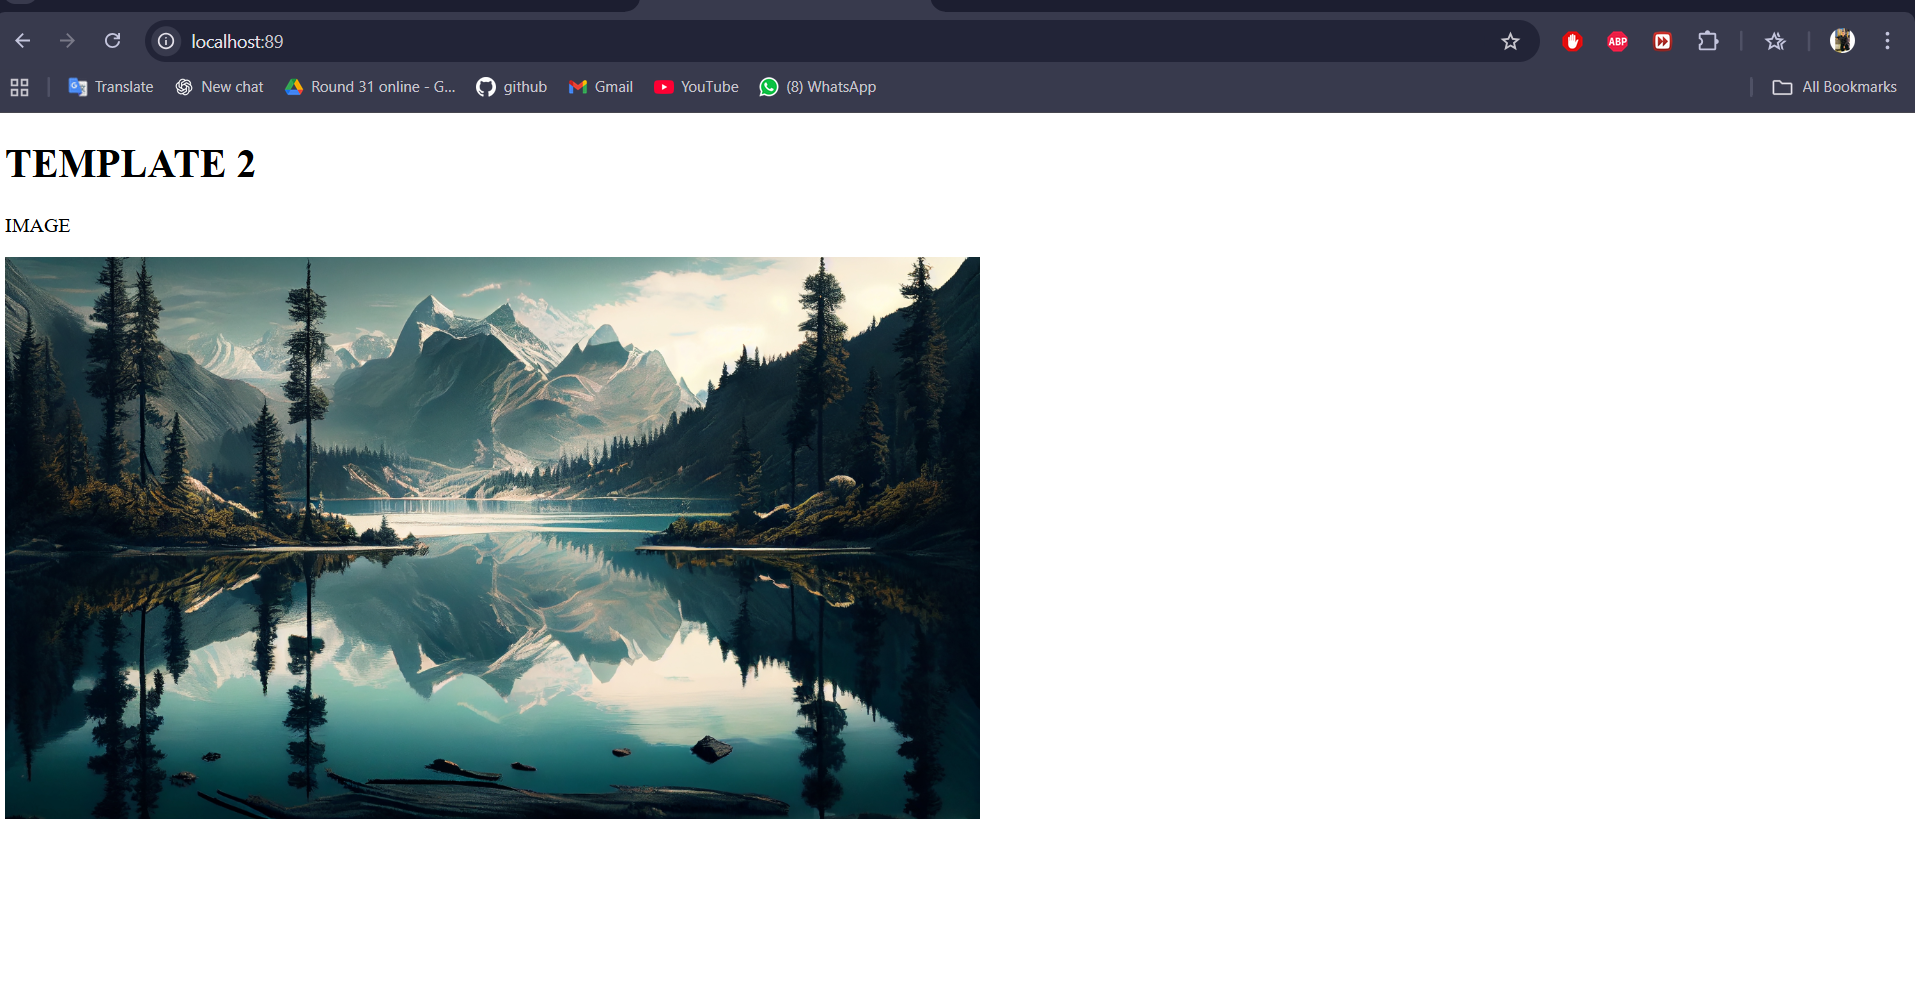 localhost:89
ABP
Translate
New chat
Round 31 online - G...
github
Gmail
YouTube
(8) WhatsApp
All Bookmarks
TEMPLATE 2
IMAGE